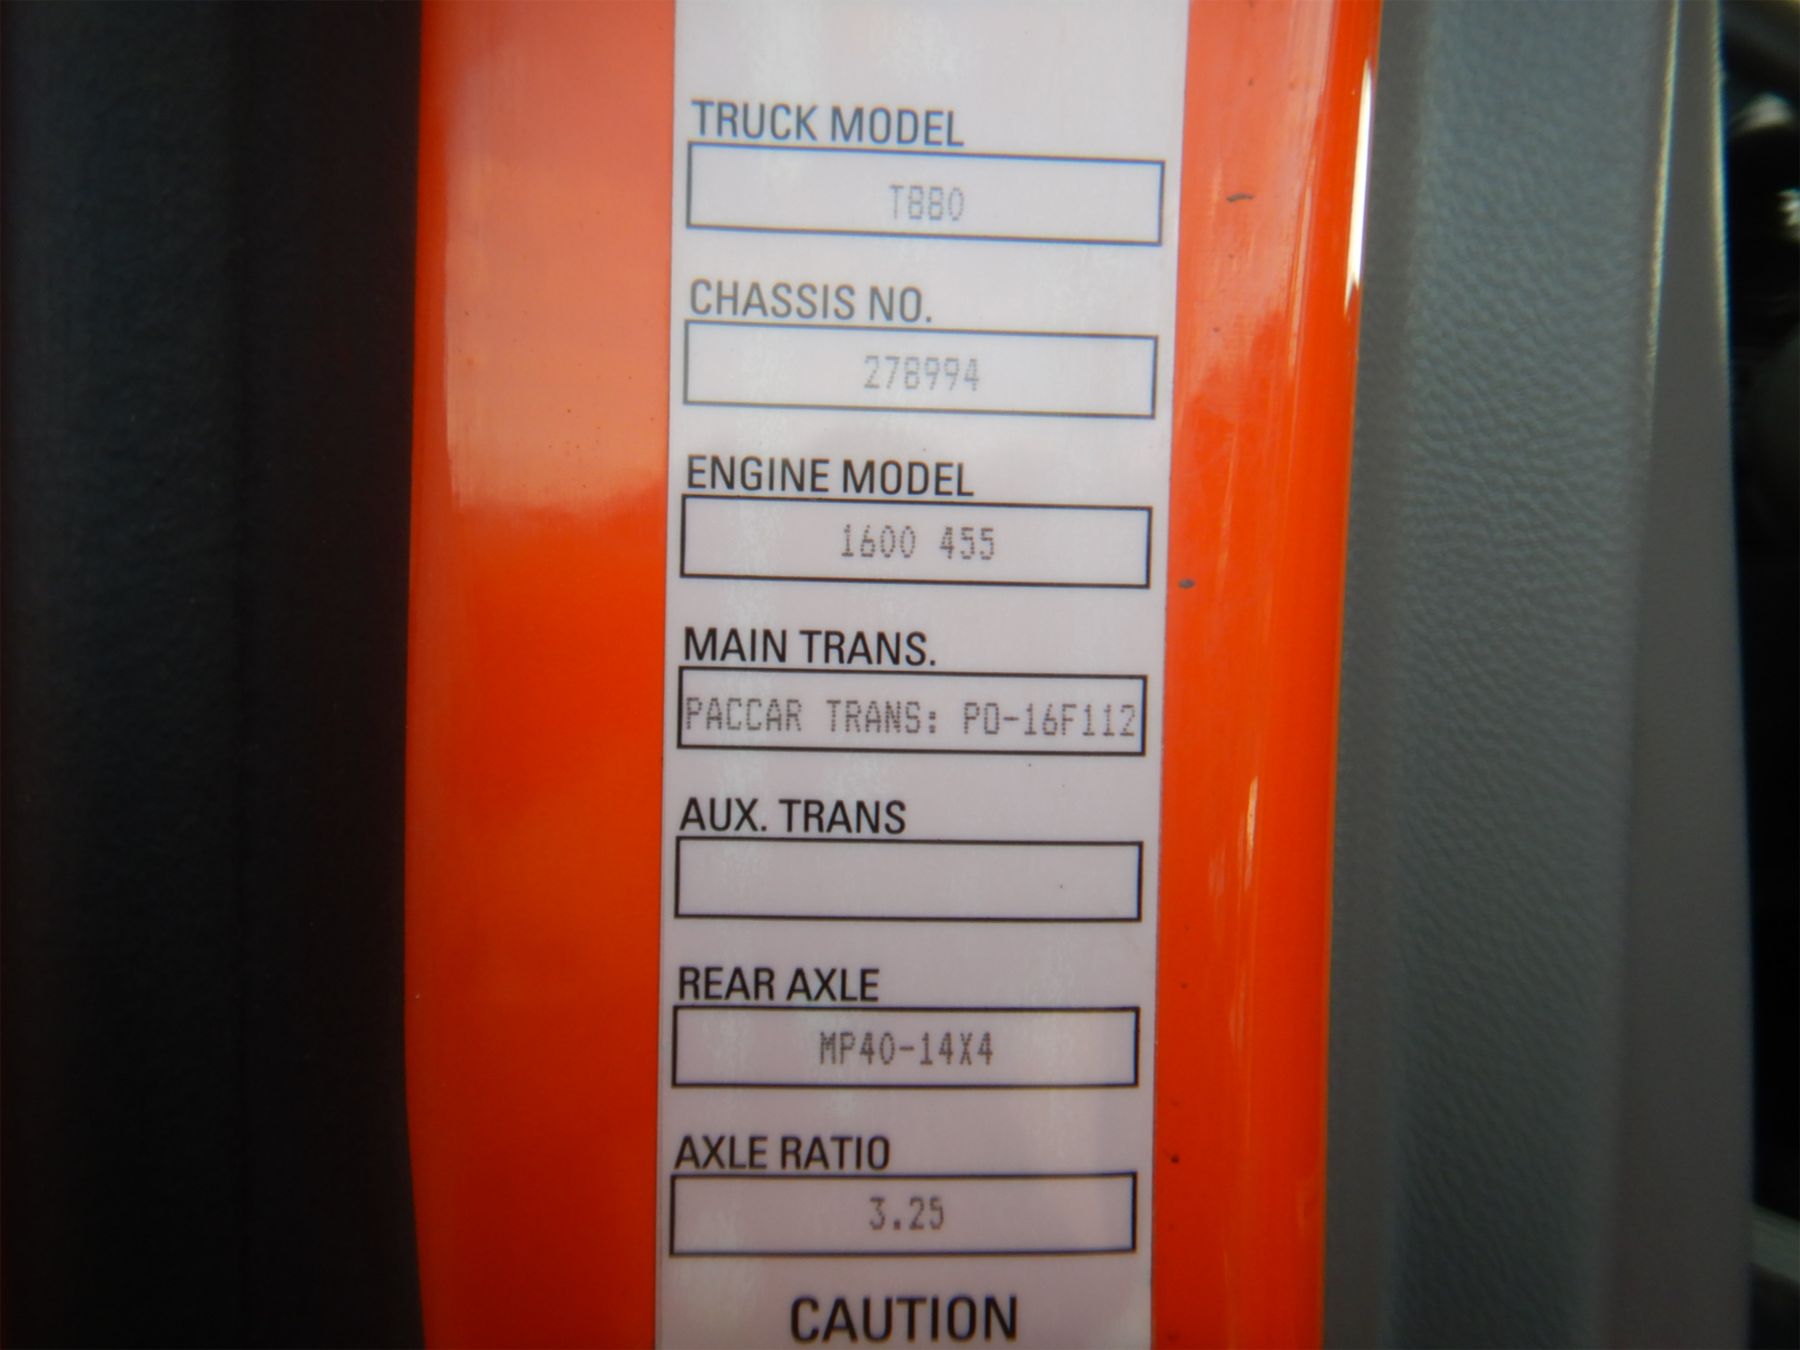 TRUCK MODEL
T880
CHASSIS NO.
278994
ENGINE MODEL
1600 455
MAIN TRANS.
PACCAR TRANS: PO-16F112
AUX. TRANS
REAR AXLE
MP40-14X4
AXLE RATIO
3.25
CAUTION